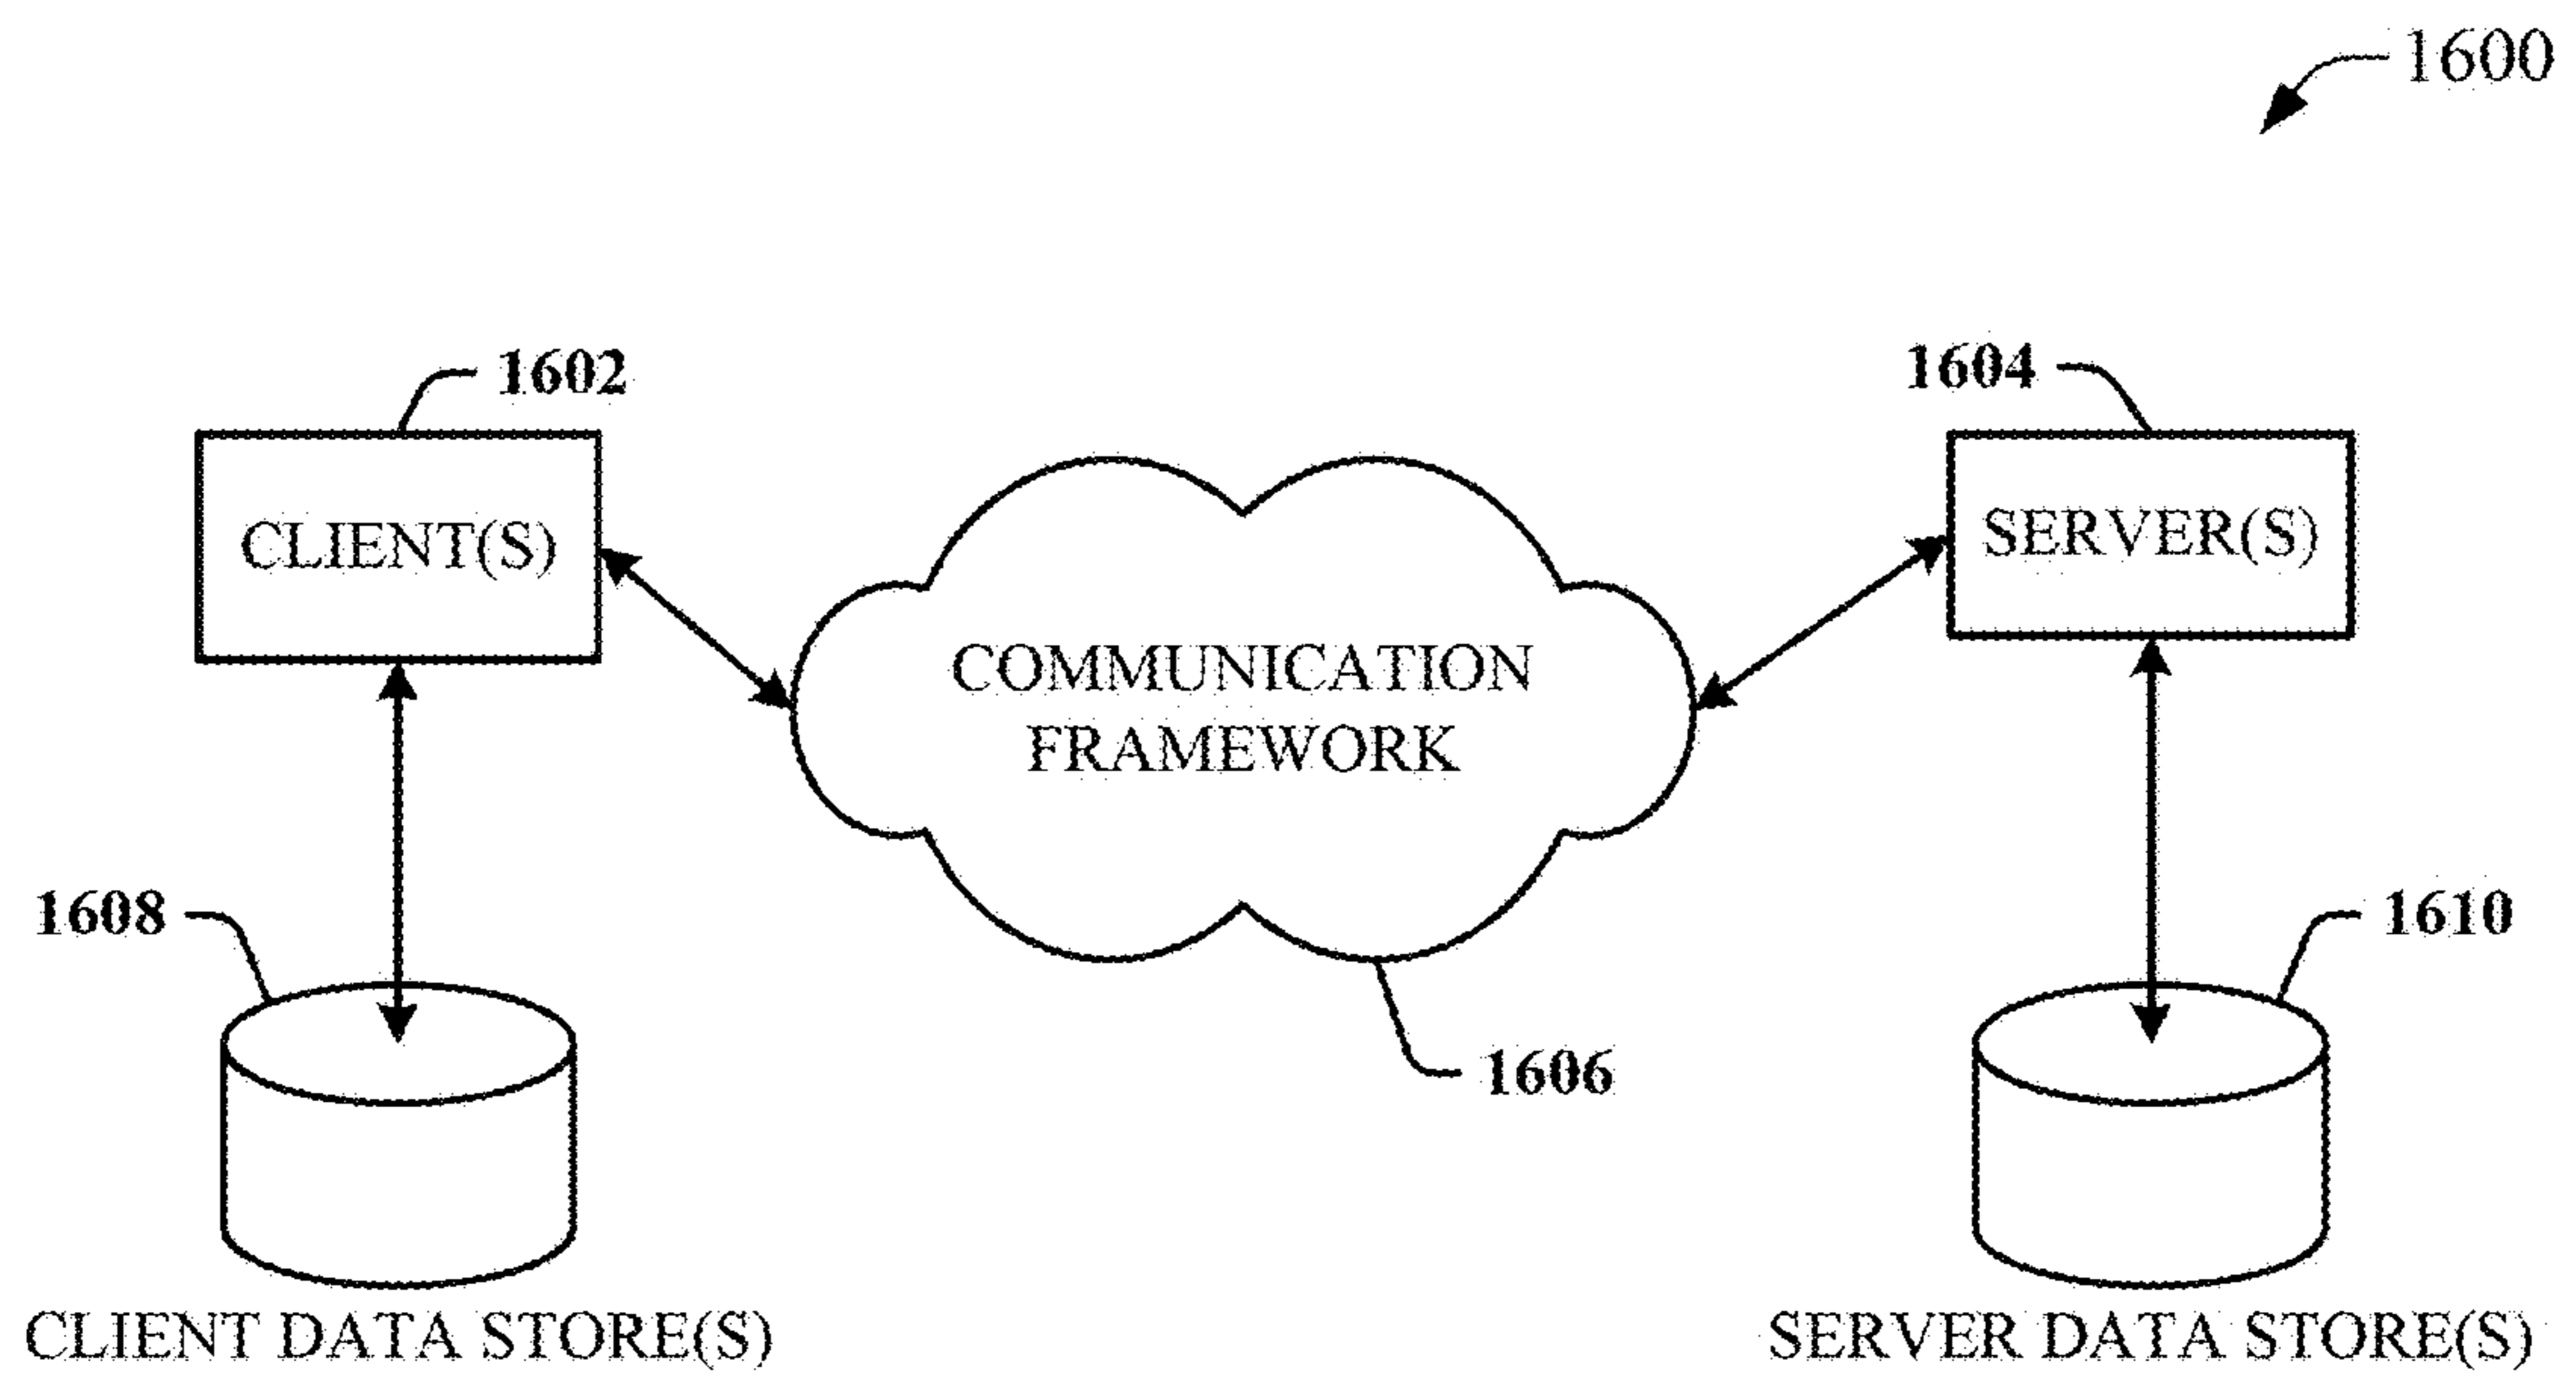 1600
1602
1604
CLIENT(S)
SERVER(S)
COMMUNICATION
FRAMEWORK
1608
1610
1606
CLIENT DATA STORE(S)
SERVER DATA STORE(S)